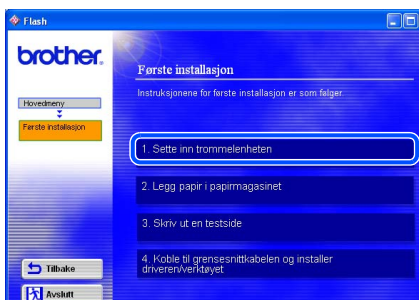 Flash
brother.
Hovedmeny
Første installasjon
Første installasjon
Instruksjonene for første installasjon er som følger.
1. Sette inn trommelenheten
2. Legg papir i papirmagasinet
3. Skriv ut en testside
4. Koble til grensesnittkabelen og installer
driveren/verktøyet
Tilbake
Avslutt